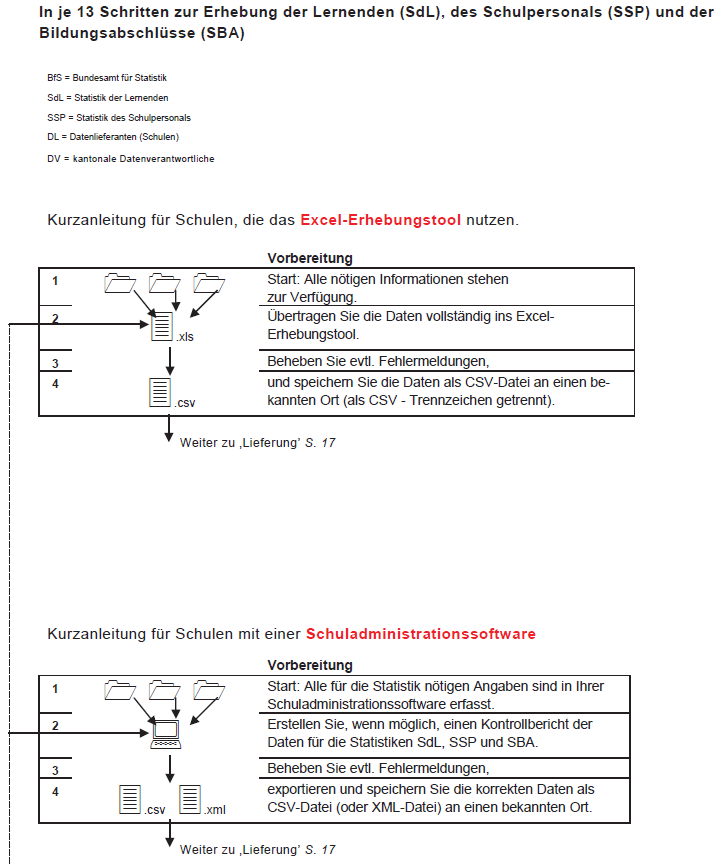 In je 13 Schritten zur Erhebung der Lernenden (SdL), des Schulpersonals (SSP) und der
Bildungsabschlüsse (SBA)
BfS = Bundesamt für Statistik
SdL = Statistik der Lernenden
SSP = Statistik des Schulpersonals
DL = Datenlieferanten (Schulen)
DV = kantonale Datenverantwortliche
Kurzanleitung für Schulen, die das Excel-Erhebungstool nutzen.
Vorbereitung
1 Start: Alle nötigen Informationen stehen
zur Verfügung.
2 Übertragen Sie die Daten vollständig ins Excel-
.xls Erhebungstool.
3 Beheben Sie evtl. Fehlermeldungen,
4 und speichern Sie die Daten als CSV-Datei an einen be-
.csv kannten Ort (als CSV - Trennzeichen getrennt).
Weiter zu ‚Lieferung' S. 17
Kurzanleitung für Schulen mit einer Schuladministrationssoftware
Vorbereitung
1 Start: Alle für die Statistik nötigen Angaben sind in Ihrer
Schuladministrationssoftware erfasst.
2 Erstellen Sie, wenn möglich, einen Kontrollbericht der
Daten für die Statistiken SdL, SSP und SBA.
3 Beheben Sie evtl. Fehlermeldungen,
4 exportieren und speichern Sie die korrekten Daten als
.csv .xml CSV-Datei (oder XML-Datei) an einen bekannten Ort.
Weiter zu ‚Lieferung' S. 17